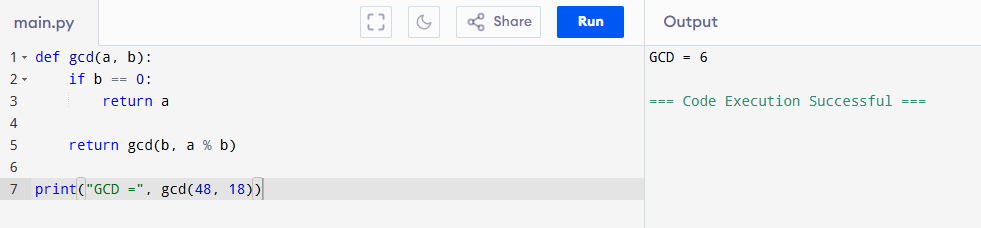 main.py Share Run Output
1 def gcd(a, b):
2     if b == 0:
3         return a
4
5     return gcd(b, a % b)
6
7 print("GCD =", gcd(48, 18))
GCD = 6
=== Code Execution Successful ===